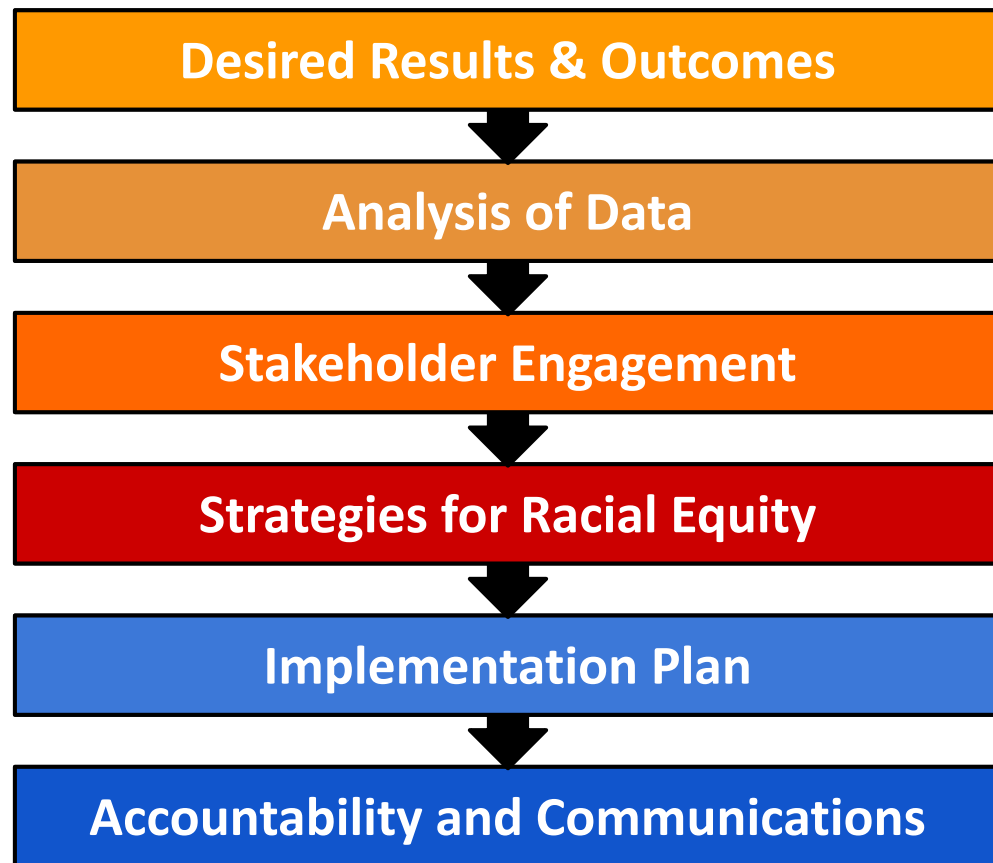 Desired Results & Outcomes
Analysis of Data
Stakeholder Engagement
Strategies for Racial Equity
Implementation Plan
Accountability and Communications